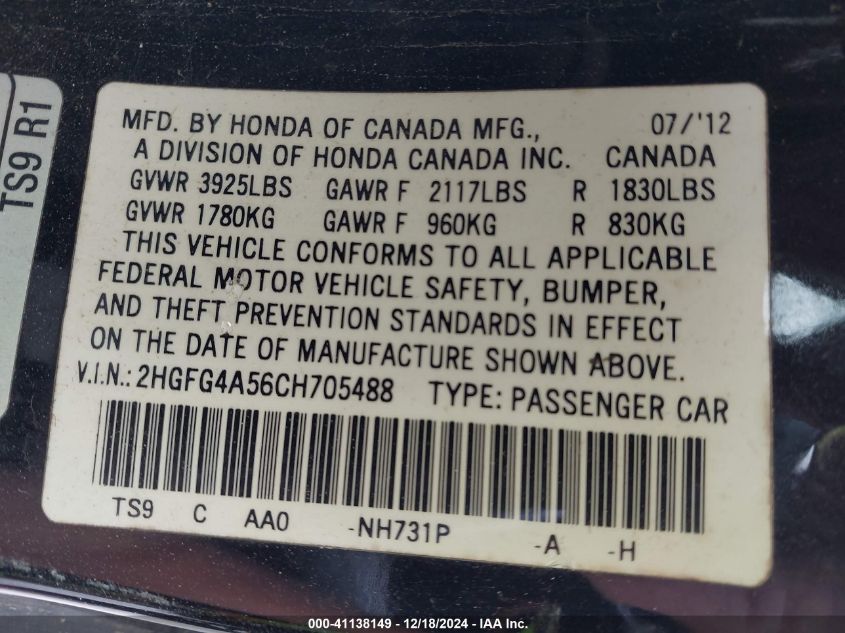 TS9 R1
MFD. BY HONDA OF CANADA MFG., 07/'12
A DIVISION OF HONDA CANADA INC. CANADA
GVWR 3925LBS GAWR F 2117LBS R 1830LBS
GVWR 1780KG GAWR F 960KG R 830KG
THIS VEHICLE CONFORMS TO ALL APPLICABLE
FEDERAL MOTOR VEHICLE SAFETY, BUMPER,
AND THEFT PREVENTION STANDARDS IN EFFECT
ON THE DATE OF MANUFACTURE SHOWN ABOVE.
V.I.N.: 2HGFG4A56CH705488 TYPE: PASSENGER CAR
TS9 C AA0 -NH731P -A -H
000-41138149 — 12/18/2024 — IAA Inc.